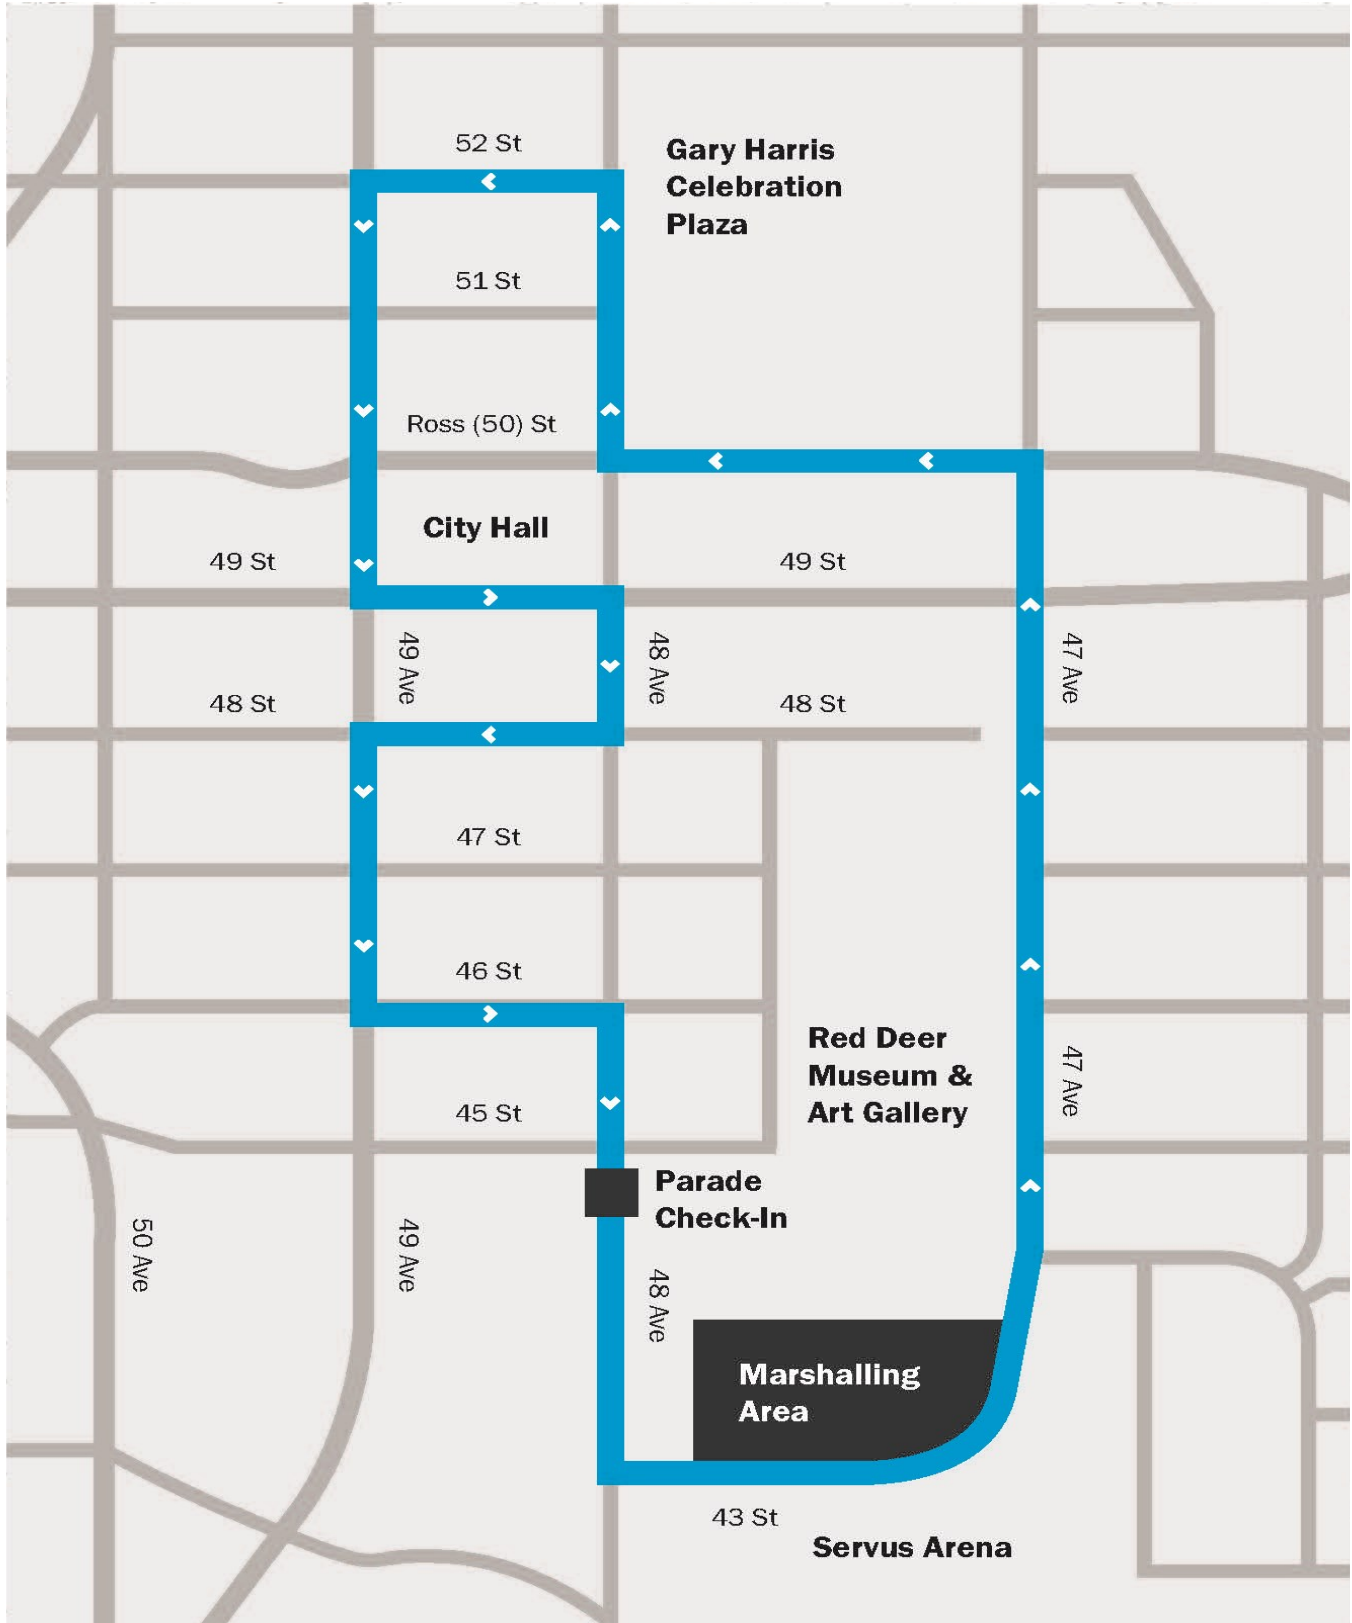 52 St
Gary Harris
Celebration
Plaza
51 St
Ross (50) St
City Hall
49 St
49 St
49 Ave
48 Ave
47 Ave
48 St
48 St
47 St
46 St
Red Deer
Museum &
Art Gallery
47 Ave
45 St
Parade
Check-In
50 Ave
49 Ave
48 Ave
Marshalling
Area
43 St
Servus Arena